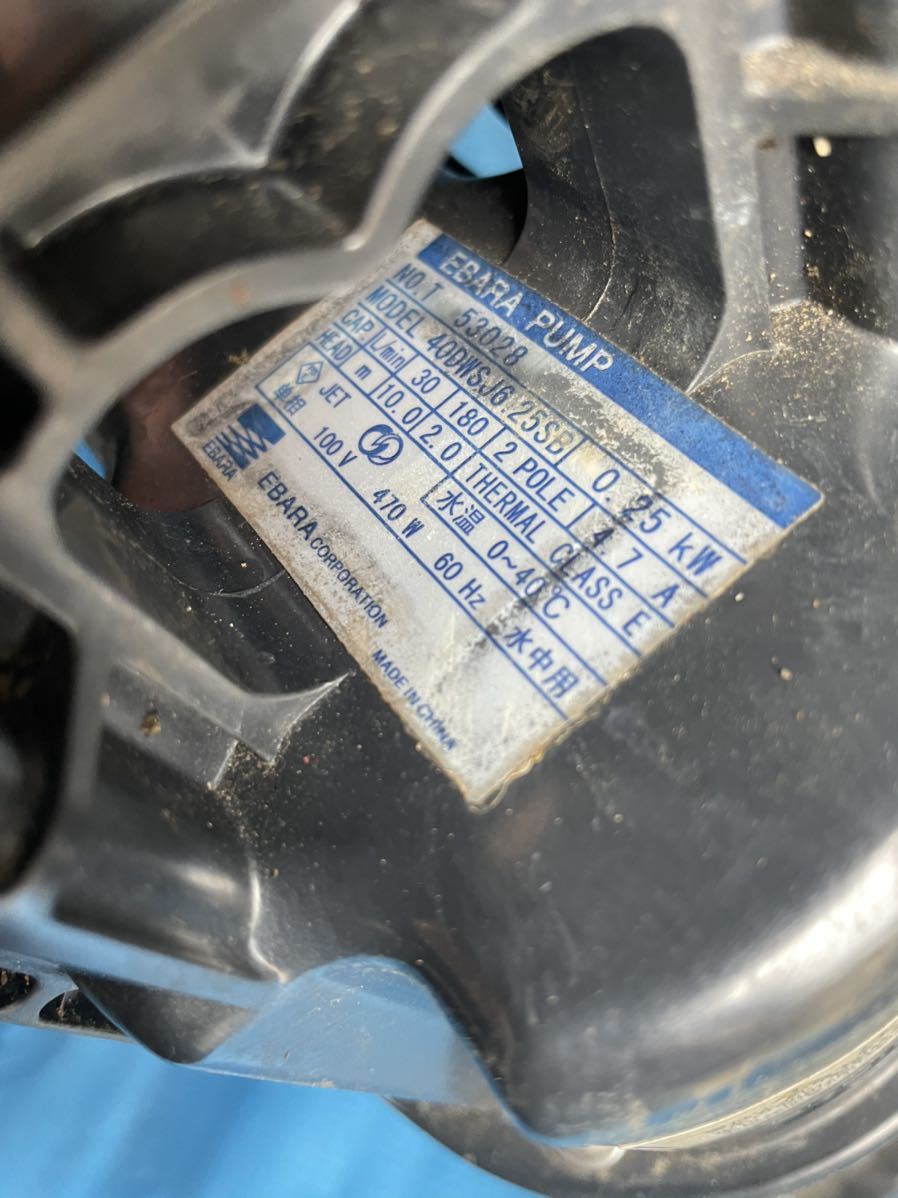 EBARA PUMP
NO.T 53028
MODEL 40DWSJ6.25SB 0.25 kW
CAP. L/min 30 180 2 POLE 4.7 A
HEAD m 10.0 2.0 THERMAL CLASS E
JET 水温 0~40℃
単相 100 V 470 W 60 Hz 水中用
EBARA EBARA CORPORATION
MADE IN CHINA